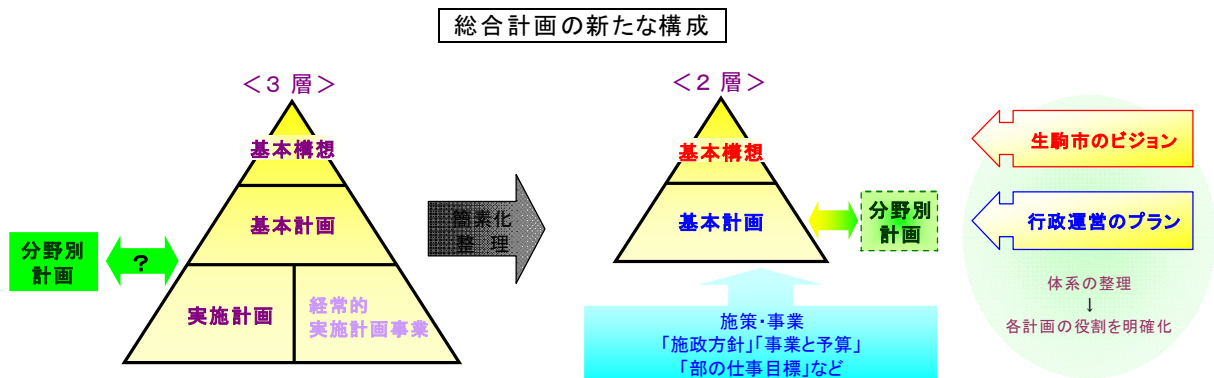 総合計画の新たな構成
＜3 層＞
基本構想
基本計画
実施計画
経常的
実施計画事業
分野別
計画
？
簡素化
整 理
＜2 層＞
基本構想
基本計画
分野別
計画
施策・事業
「施政方針」「事業と予算」
「部の仕事目標」など
生駒市のビジョン
行政運営のプラン
体系の整理
↓
各計画の役割を明確化